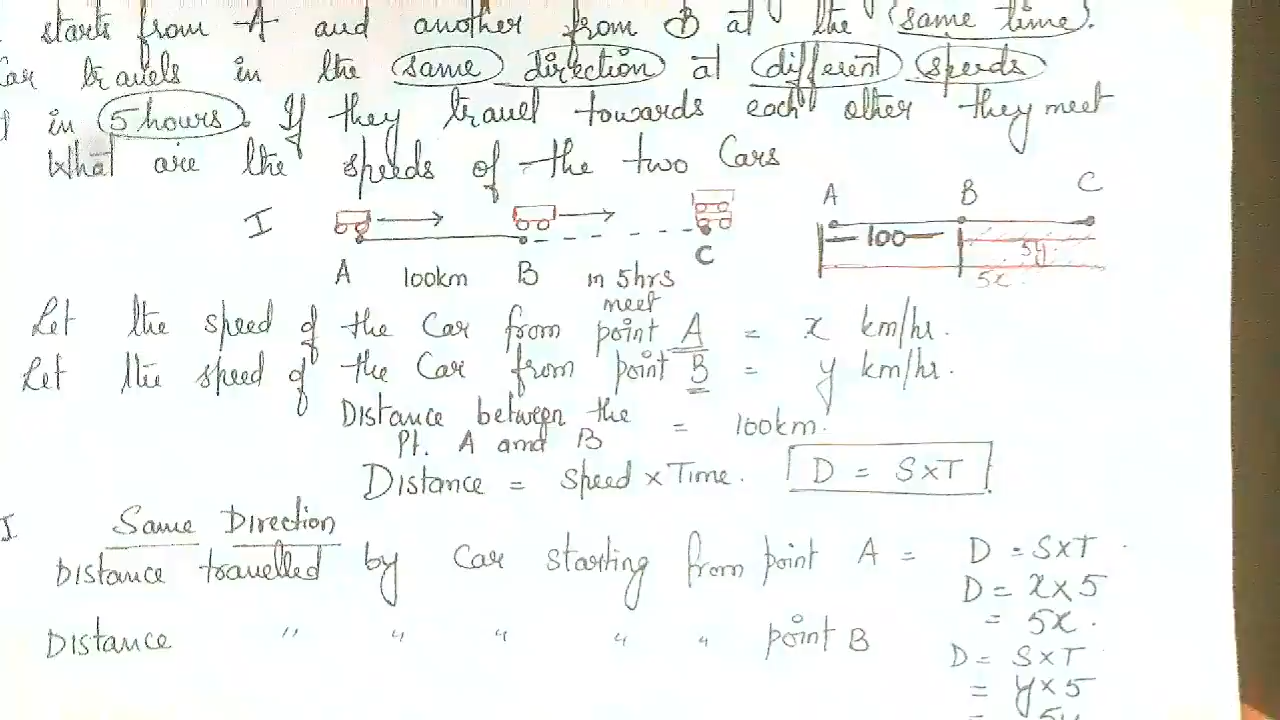 starts from A and another from B at the same time.
Car travels in the same direction at different speeds
in 5 hours. If they travel towards each other they meet
What are the speeds of the two Cars
A B C
I
100
C
5y
A 100km B in 5hrs
5x
meet
Let the speed of the Car from point A = x km/hr.
Let the speed of the Car from point B = y km/hr.
Distance between the = 100km.
Pt. A and B
Distance = speed x Time. D = S×T
I Same Direction
Distance travelled by Car starting from point A = D = S×T
D = x×5
= 5x.
Distance " " " " " point B
D = S×T
= y×5
= 5y